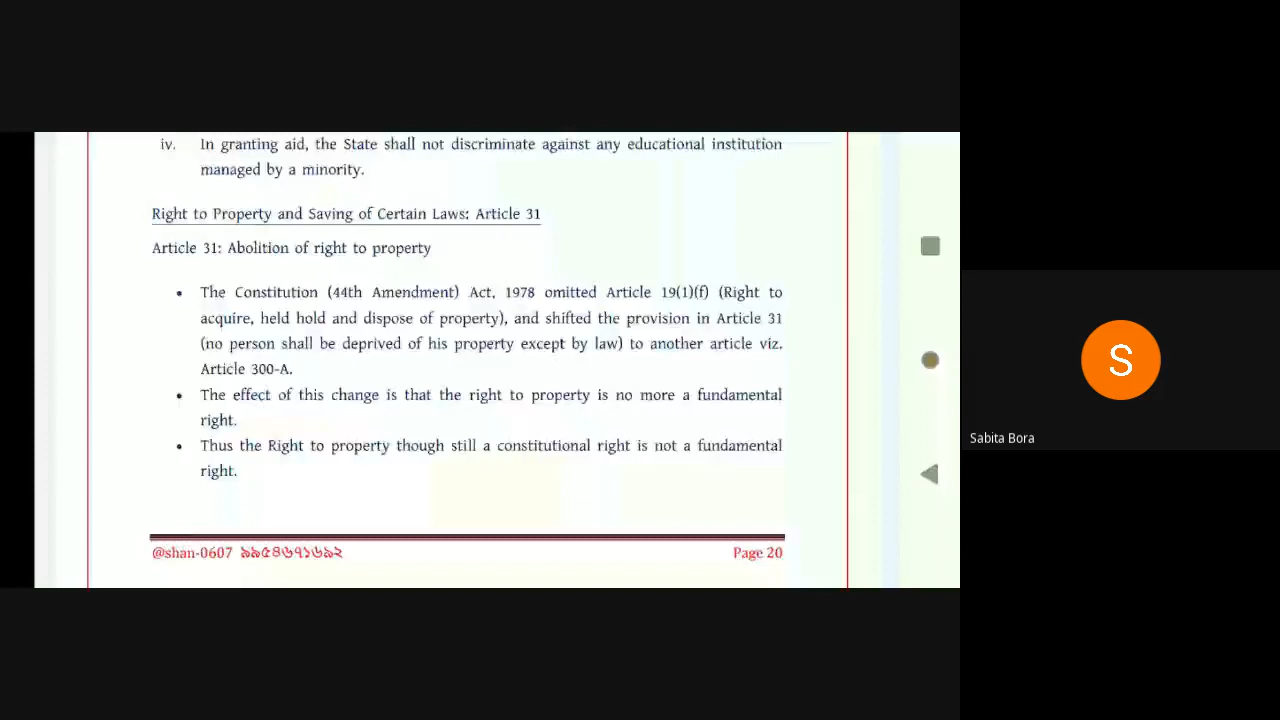 iv. In granting aid, the State shall not discriminate against any educational institution
managed by a minority.
Right to Property and Saving of Certain Laws: Article 31
Article 31: Abolition of right to property
• The Constitution (44th Amendment) Act, 1978 omitted Article 19(1)(f) (Right to
acquire, held hold and dispose of property), and shifted the provision in Article 31
(no person shall be deprived of his property except by law) to another article viz.
Article 300-A.
• The effect of this change is that the right to property is no more a fundamental
right.
• Thus the Right to property though still a constitutional right is not a fundamental
right.
@shan-0607 ৯৯৫৪৬৭১৬৯২
Page 20
S
Sabita Bora